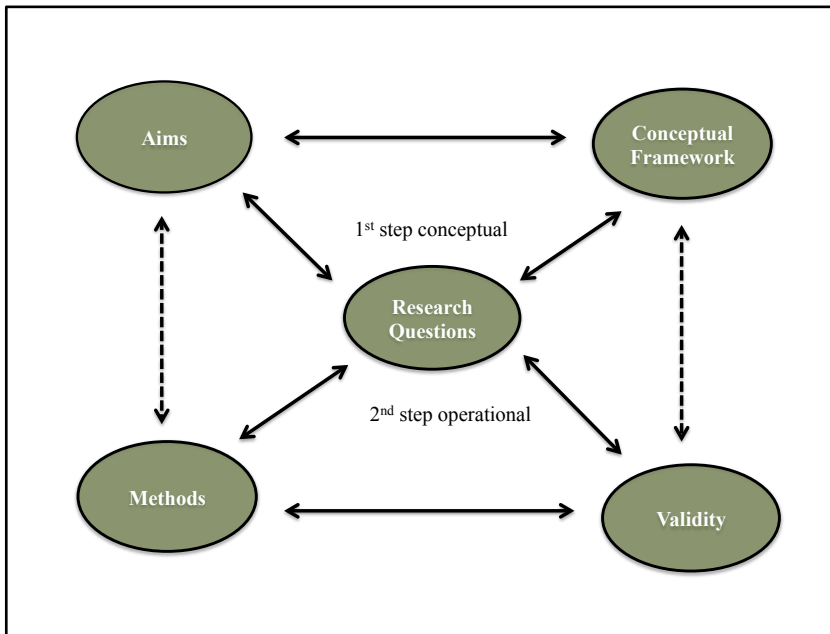 Aims
Conceptual
Framework
1st step conceptual
Research
Questions
2nd step operational
Methods
Validity